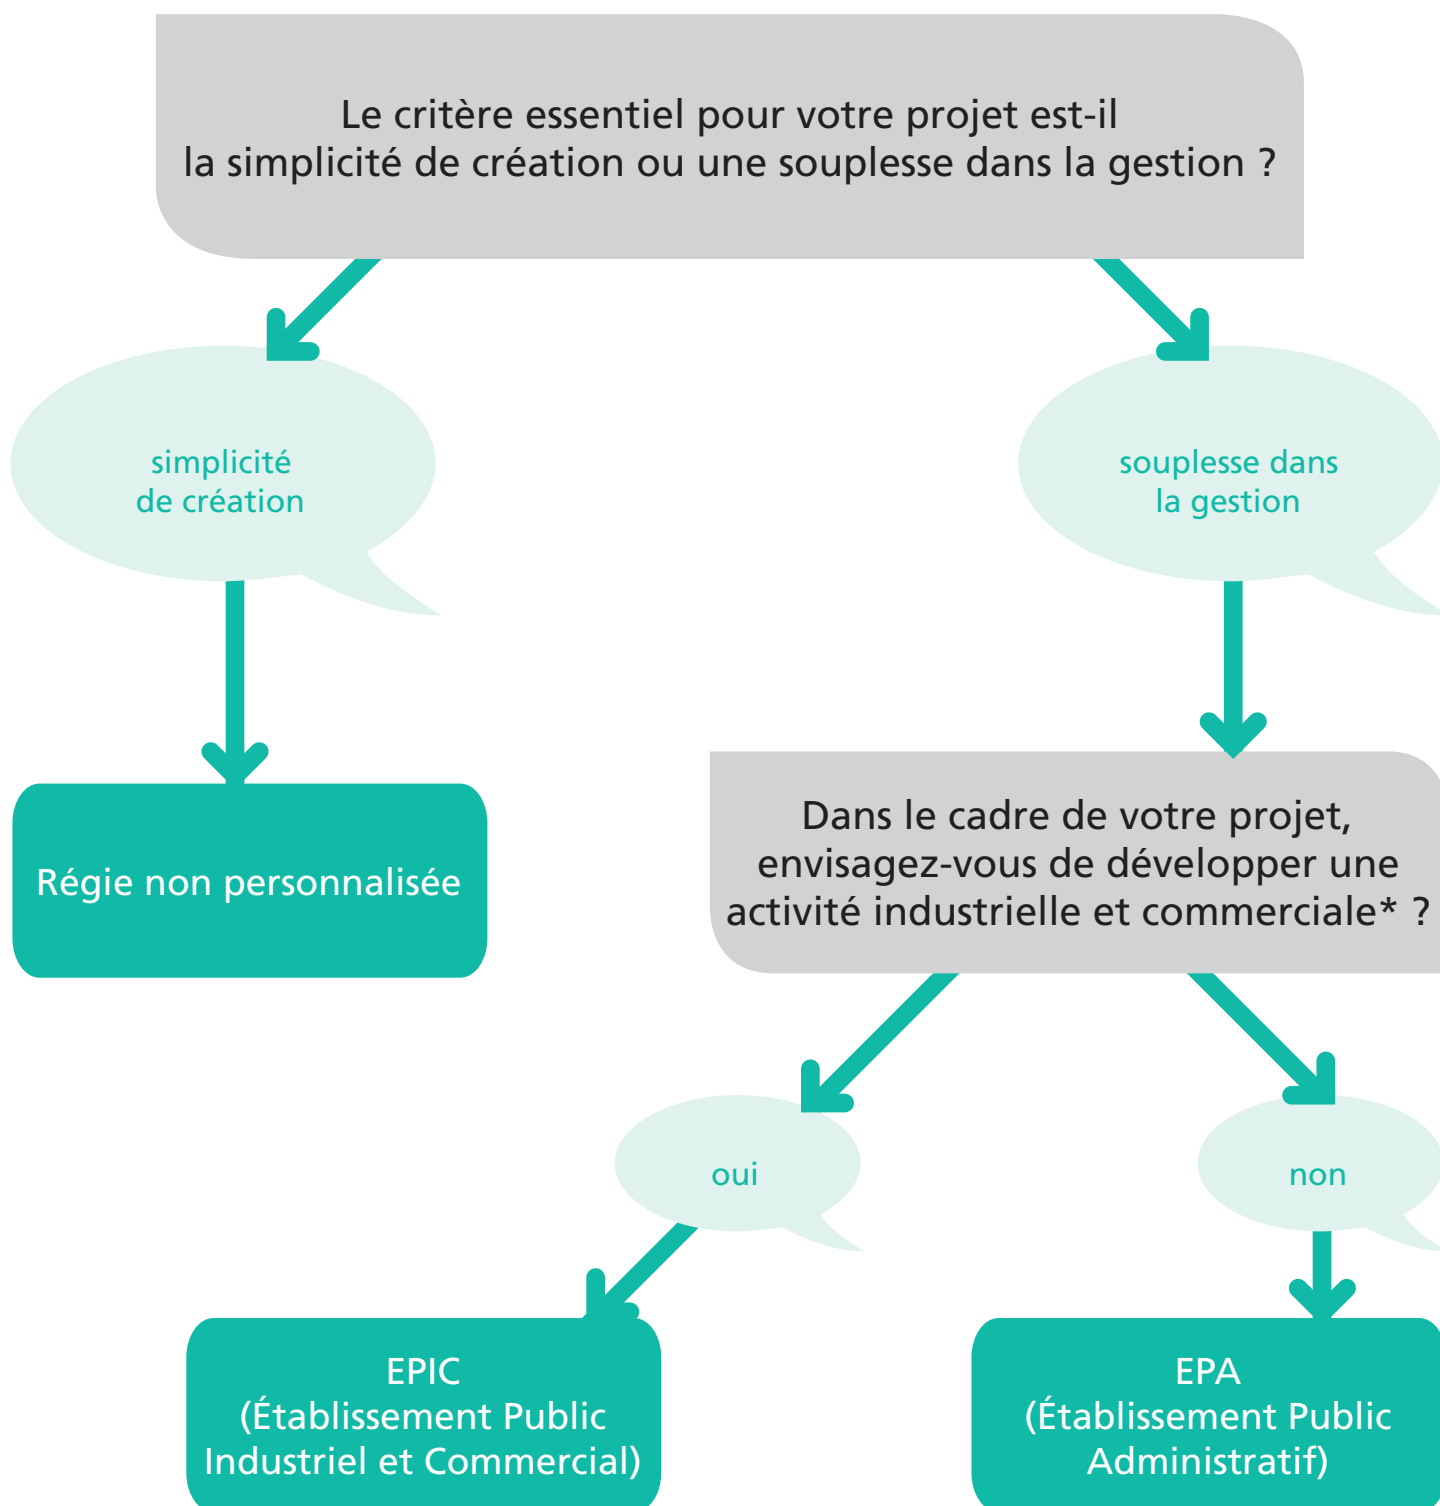 Le critère essentiel pour votre projet est-il
la simplicité de création ou une souplesse dans la gestion ?
simplicité
de création
souplesse dans
la gestion
Régie non personnalisée
Dans le cadre de votre projet,
envisagez-vous de développer une
activité industrielle et commerciale* ?
oui
non
EPIC
(Établissement Public
Industriel et Commercial)
EPA
(Établissement Public
Administratif)